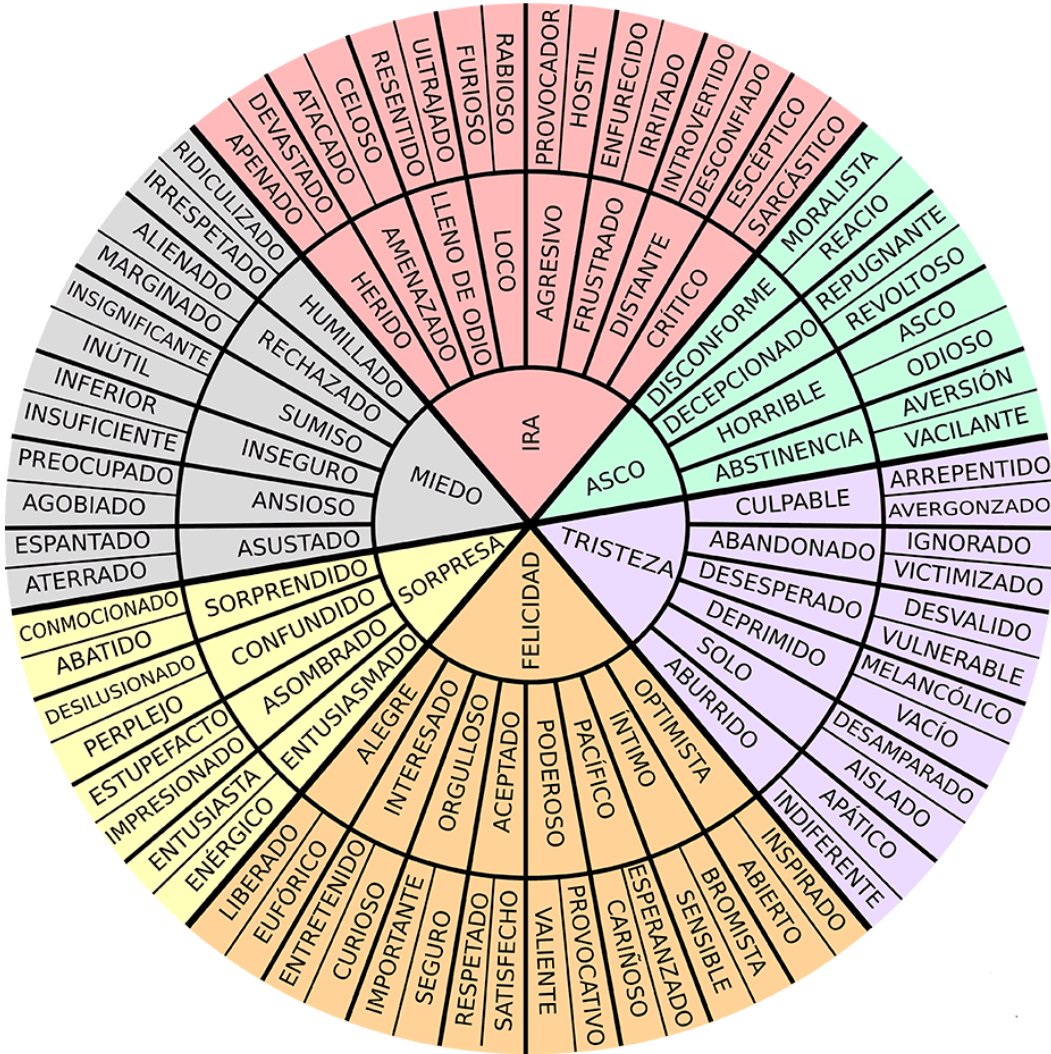 IRA
HERIDO
APENADO
DEVASTADO
AMENAZADO
ATACADO
CELOSO
LLENO DE ODIO
RESENTIDO
ULTRAJADO
LOCO
FURIOSO
RABIOSO
AGRESIVO
PROVOCADOR
HOSTIL
FRUSTRADO
ENFURECIDO
IRRITADO
DISTANTE
INTROVERTIDO
DESCONFIADO
CRÍTICO
ESCÉPTICO
SARCÁSTICO
ASCO
DISCONFORME
MORALISTA
REACIO
DECEPCIONADO
REPUGNANTE
REVOLTOSO
HORRIBLE
ASCO
ODIOSO
ABSTINENCIA
AVERSIÓN
VACILANTE
TRISTEZA
CULPABLE
ARREPENTIDO
AVERGONZADO
ABANDONADO
IGNORADO
VICTIMIZADO
DESESPERADO
DESVALIDO
VULNERABLE
DEPRIMIDO
MELANCÓLICO
VACÍO
SOLO
DESAMPARADO
AISLADO
ABURRIDO
APÁTICO
INDIFERENTE
FELICIDAD
OPTIMISTA
INSPIRADO
ABIERTO
ÍNTIMO
BROMISTA
SENSIBLE
PACÍFICO
ESPERANZADO
CARIÑOSO
PODEROSO
PROVOCATIVO
VALIENTE
ACEPTADO
SATISFECHO
RESPETADO
ORGULLOSO
SEGURO
IMPORTANTE
INTERESADO
CURIOSO
ENTRETENIDO
ALEGRE
EUFÓRICO
LIBERADO
SORPRESA
ENTUSIASMADO
ENÉRGICO
ENTUSIASTA
ASOMBRADO
IMPRESIONADO
ESTUPEFACTO
CONFUNDIDO
PERPLEJO
DESILUSIONADO
SORPRENDIDO
ABATIDO
CONMOCIONADO
MIEDO
ASUSTADO
ATERRADO
ESPANTADO
ANSIOSO
AGOBIADO
PREOCUPADO
INSEGURO
INSUFICIENTE
INFERIOR
SUMISO
INÚTIL
INSIGNIFICANTE
RECHAZADO
MARGINADO
ALIENADO
HUMILLADO
IRRESPETADO
RIDICULIZADO